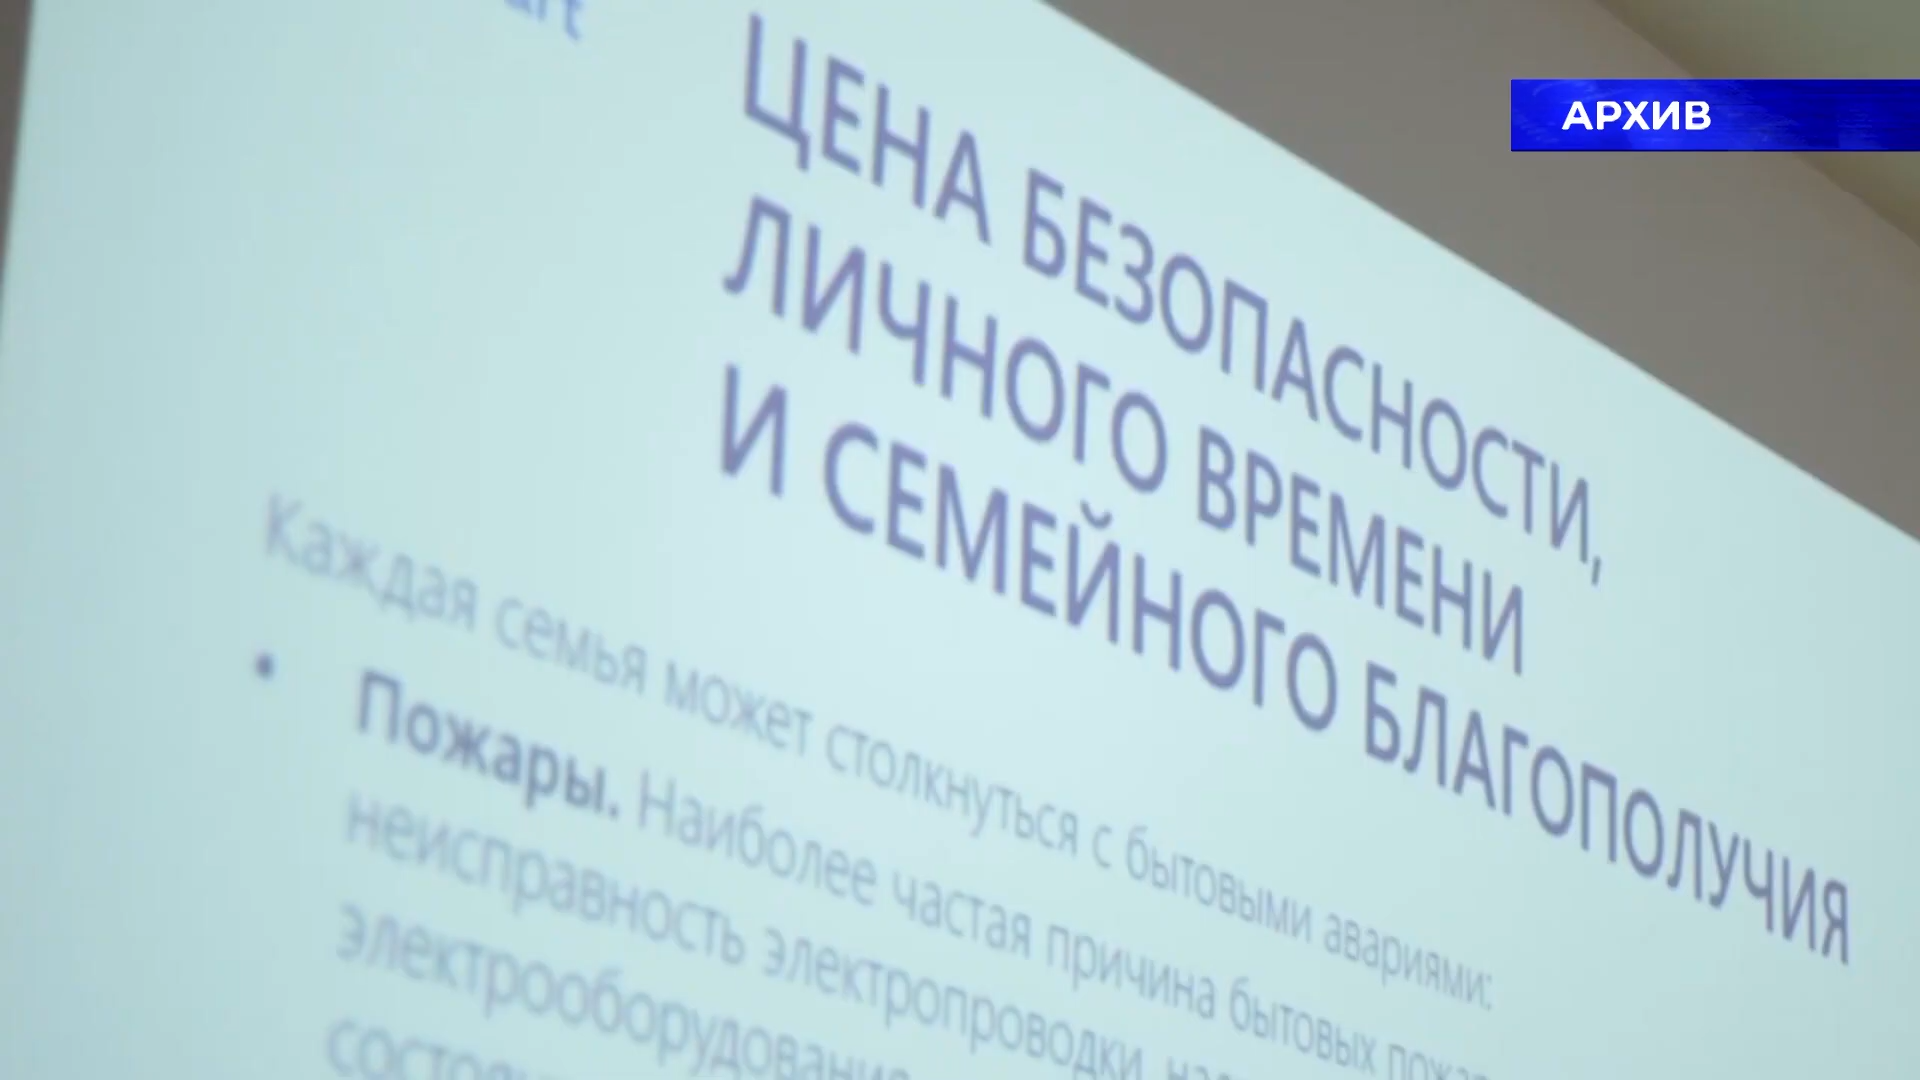 АРХИВ
ЦЕНА БЕЗОПАСНОСТИ,
ЛИЧНОГО ВРЕМЕНИ
И СЕМЕЙНОГО БЛАГОПОЛУЧИЯ
Каждая семья может столкнуться с бытовыми авариями:
• Пожары. Наиболее частая причина бытовых
неисправность электропроводки,